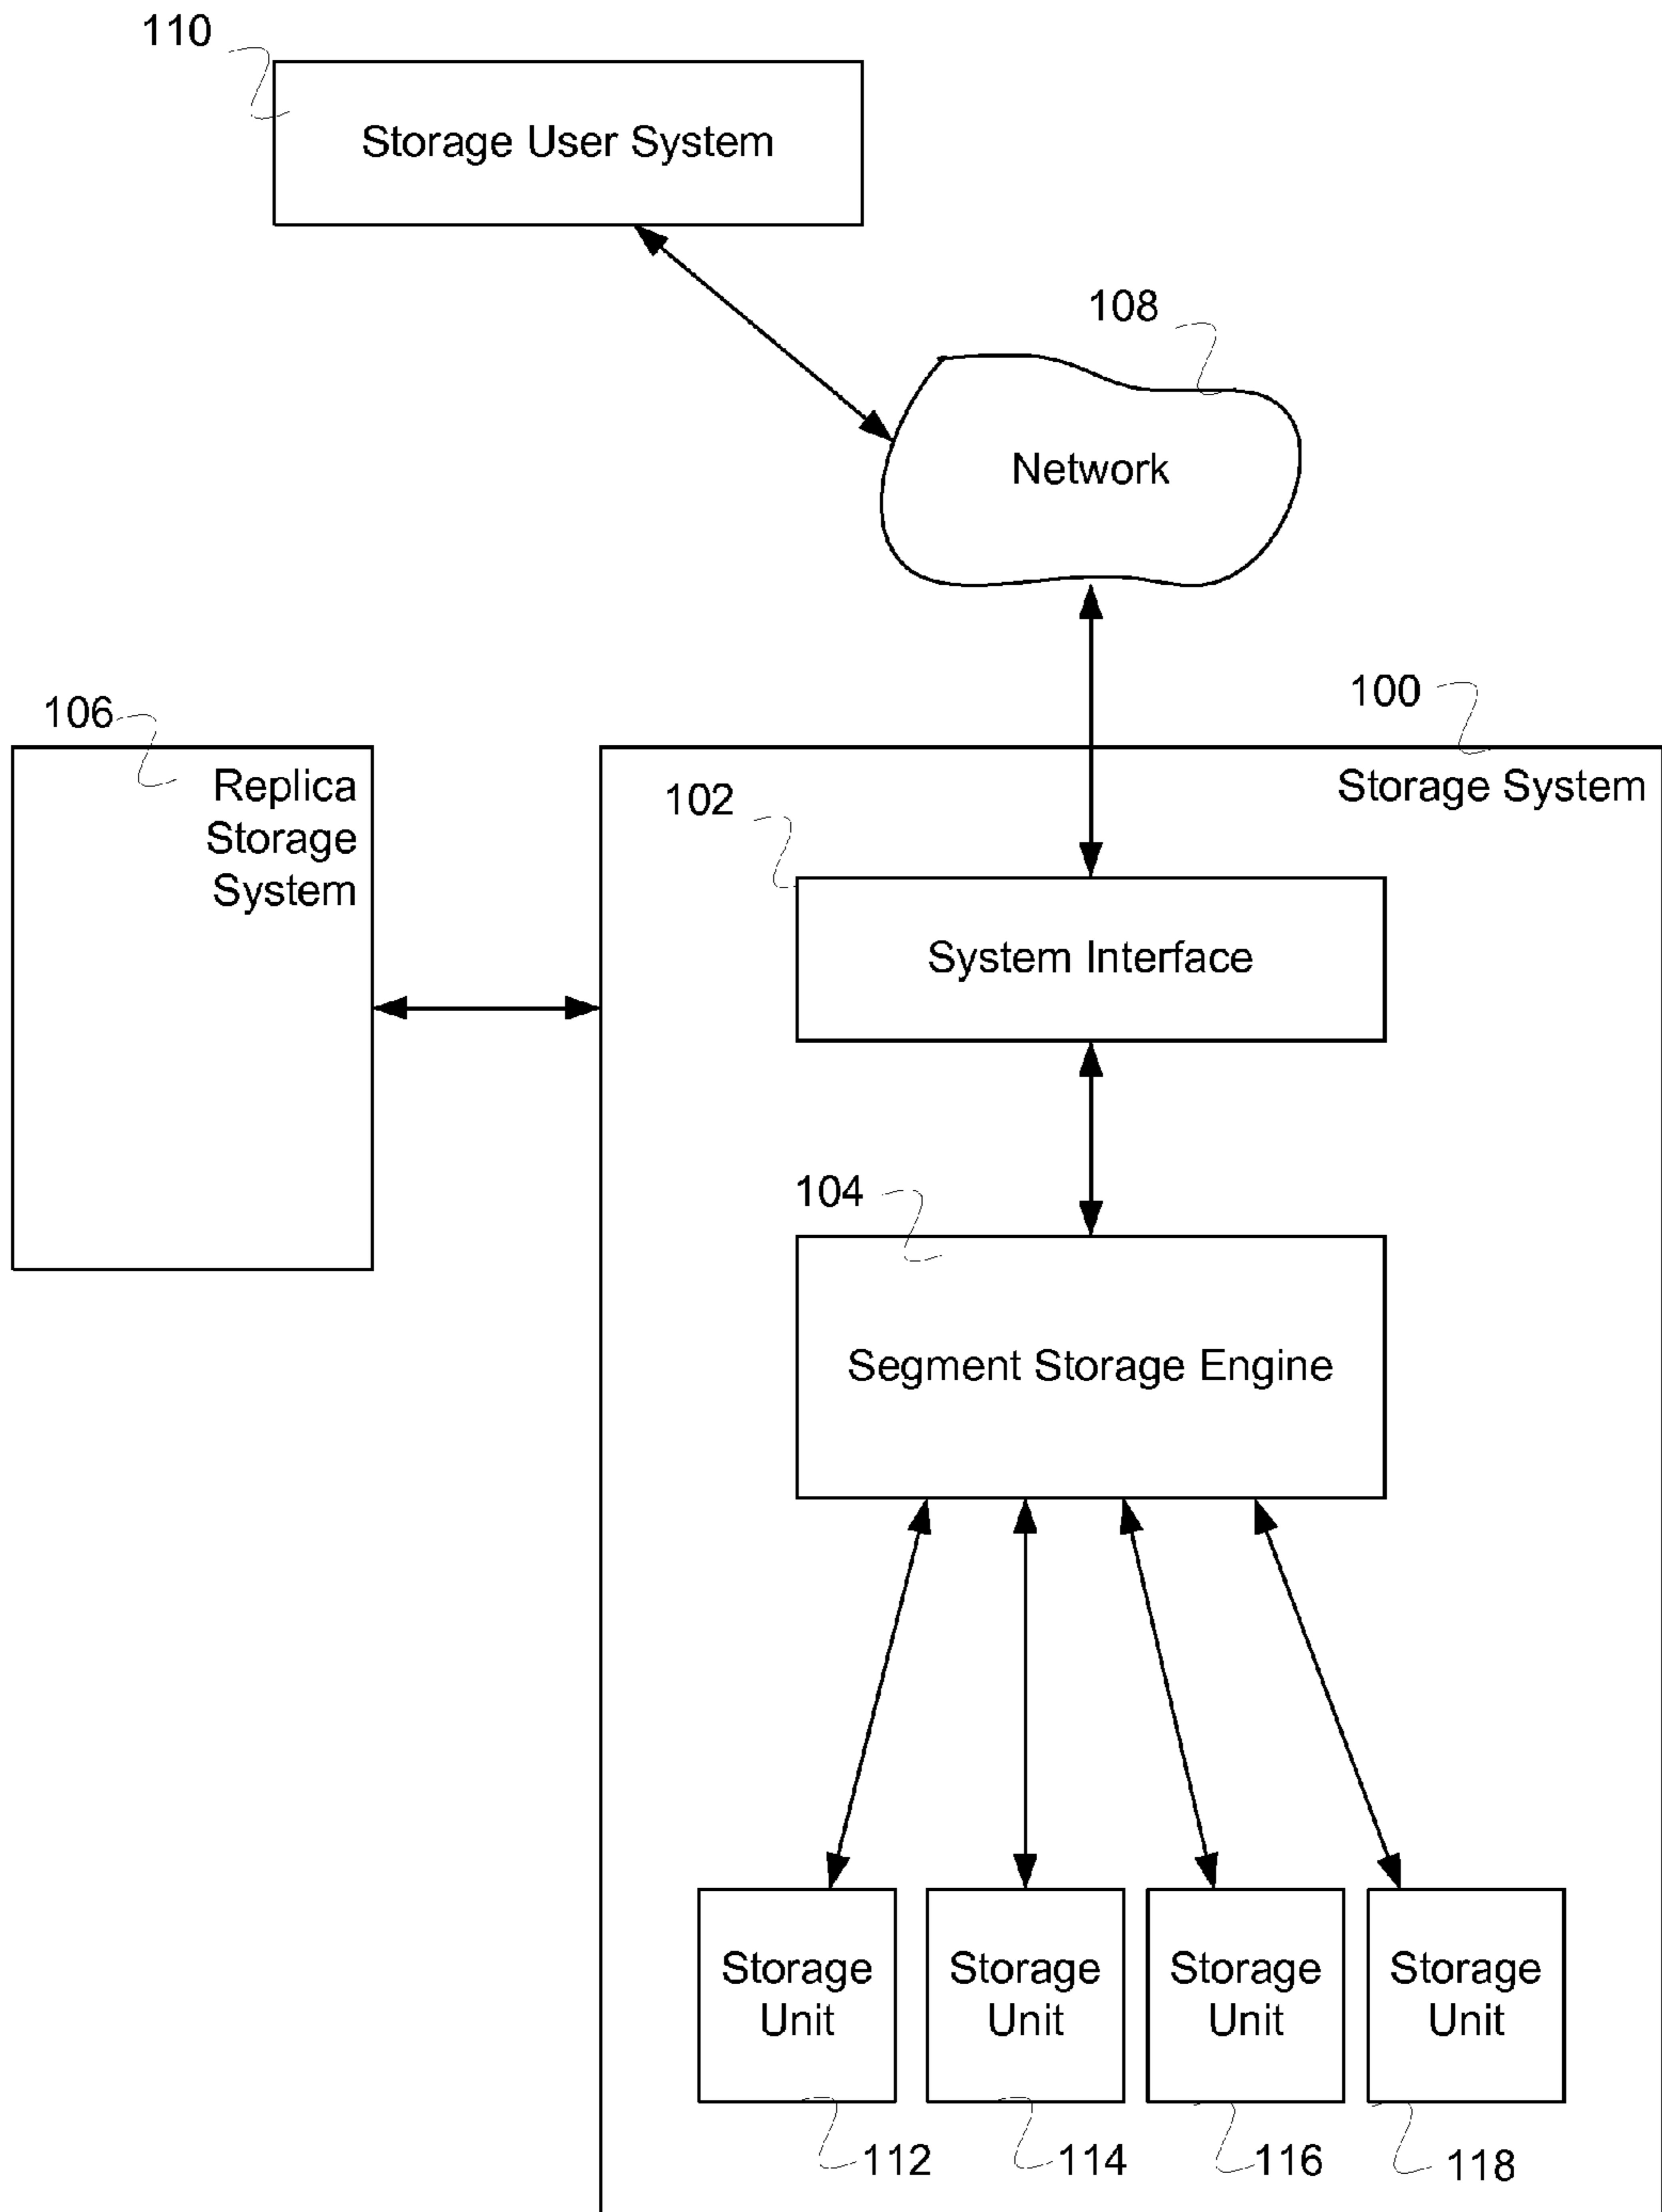 110
Storage User System
108
Network
106
Replica
Storage
System
100
Storage System
102
System Interface
104
Segment Storage Engine
Storage
Unit
Storage
Unit
Storage
Unit
Storage
Unit
112
114
116
118